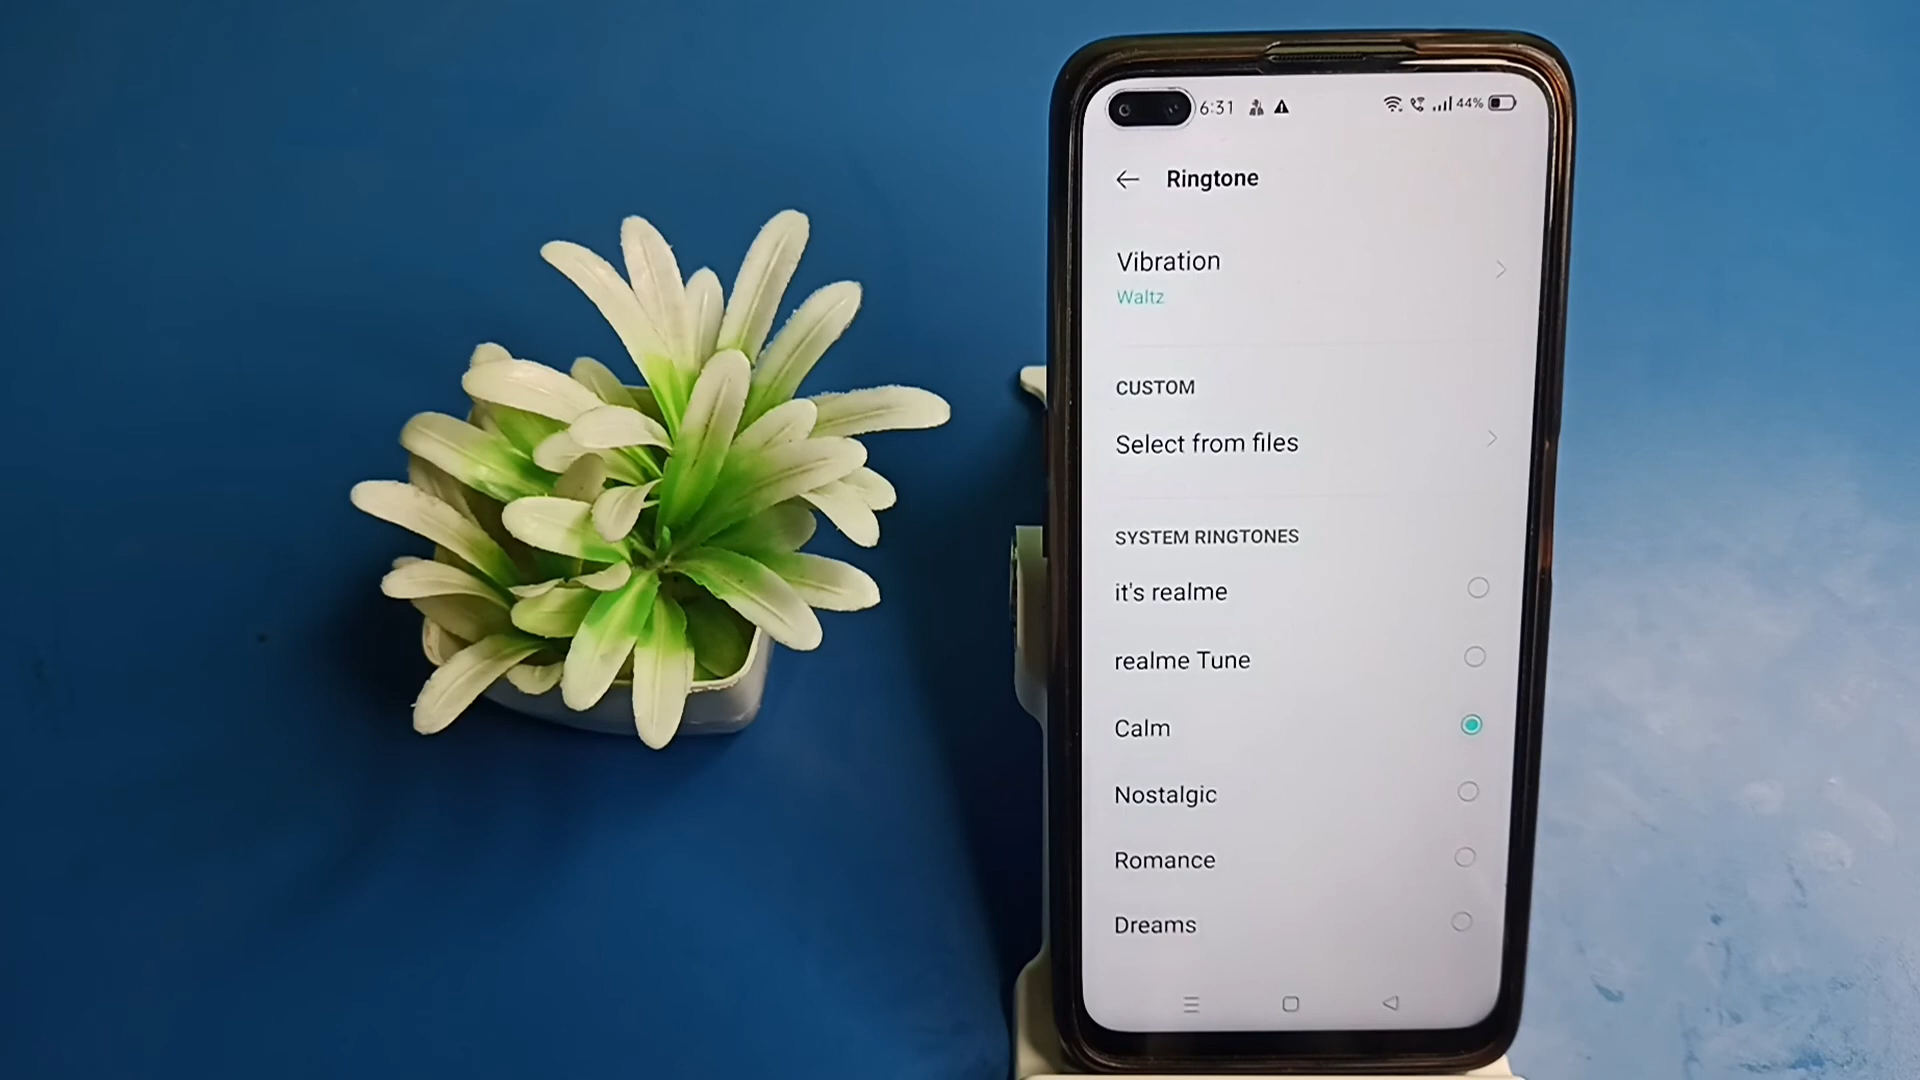 6:31 44%
Ringtone
Vibration
Waltz
CUSTOM
Select from files
SYSTEM RINGTONES
it's realme
realme Tune
Calm
Nostalgic
Romance
Dreams